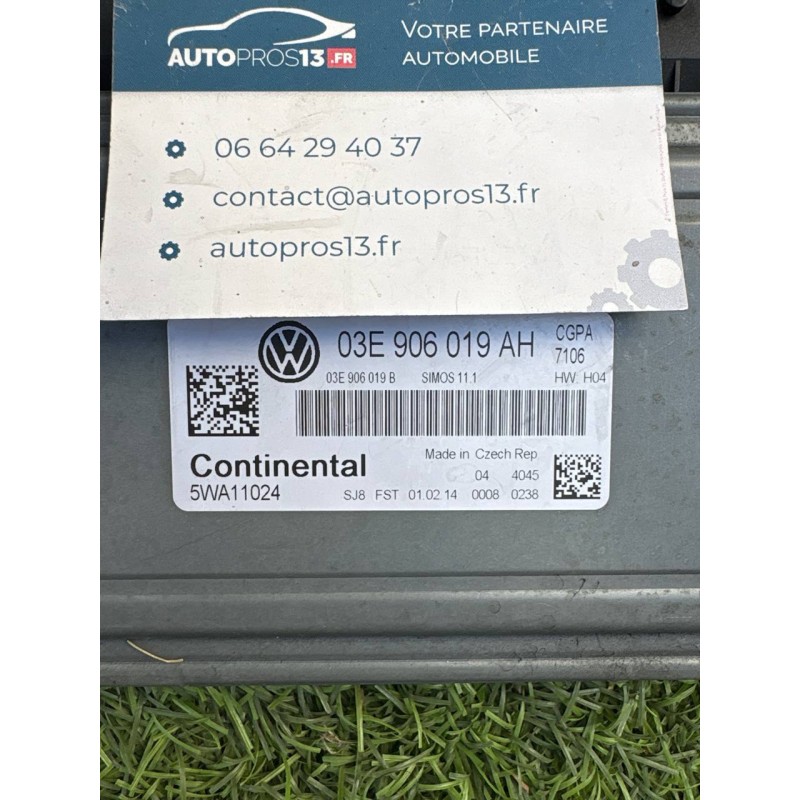 AUTOPROS13.FR
VOTRE PARTENAIRE
AUTOMOBILE
06 64 29 40 37
contact@autopros13.fr
autopros13.fr
03E 906 019 AH
CGPA
7106
03E 906 019 B SIMOS 11.1 HW: H04
Continental
5WA11024
Made in Czech Rep
04 4045
SJ8 FST 01.02.14 0008 0238